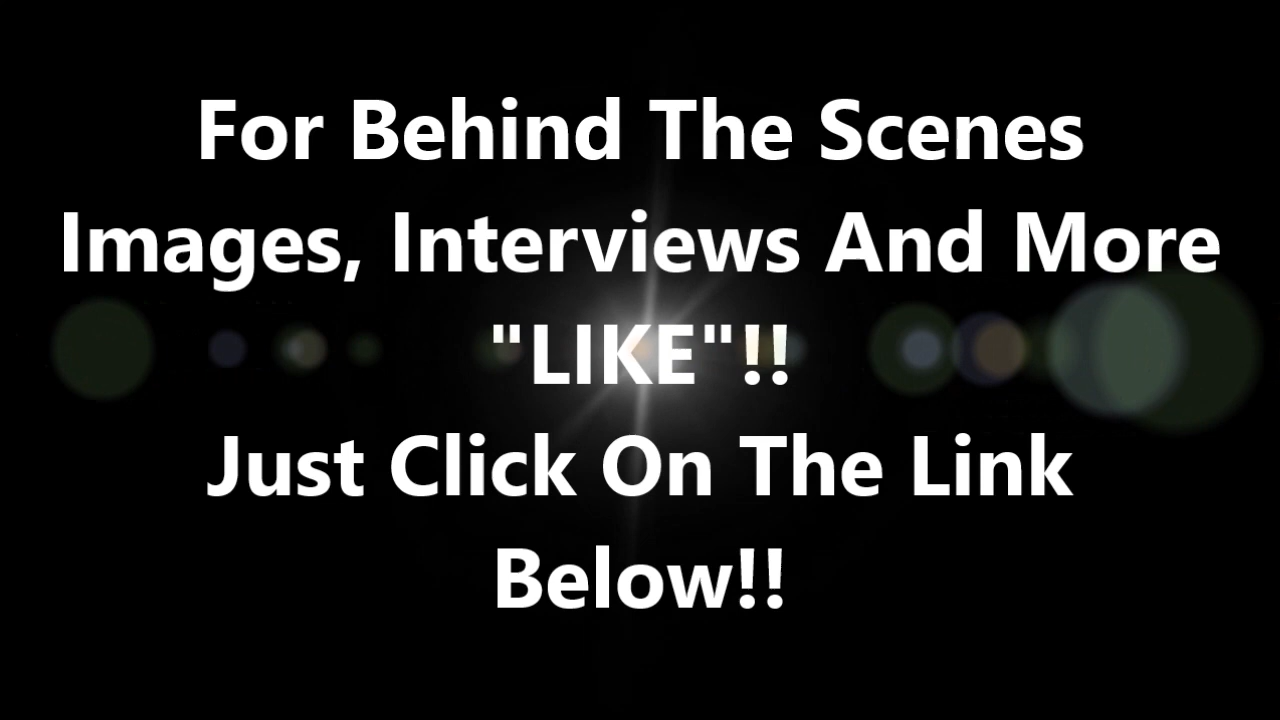 For Behind The Scenes
Images, Interviews And More
"LIKE"!!
Just Click On The Link
Below!!